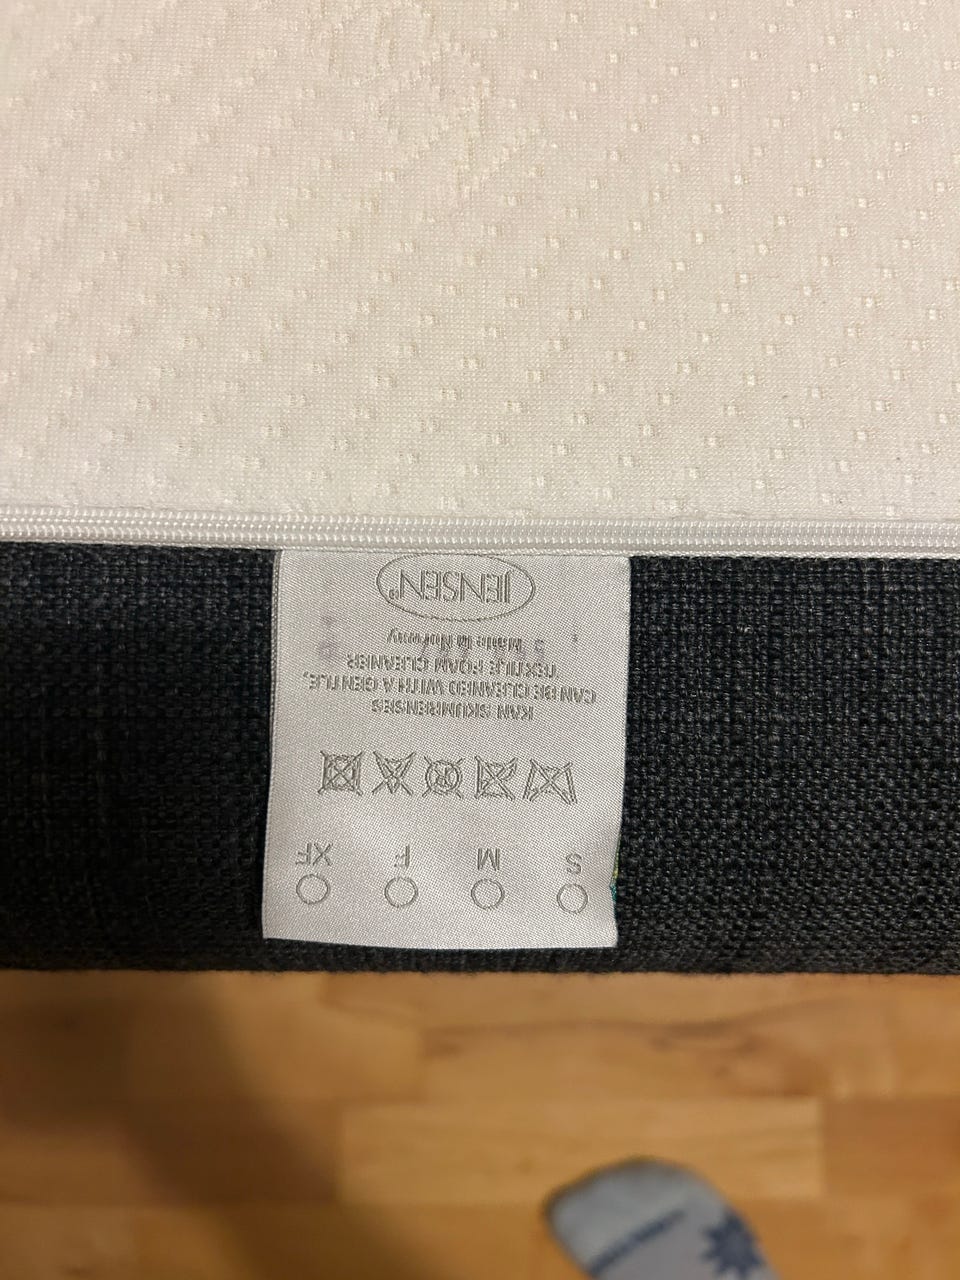 JENSEN®
Made in Norway
CAN BE CLEANED WITH A GENTLE,
TEXTILE FOAM CLEANER
KAN SKUMRENSES
S M F XF